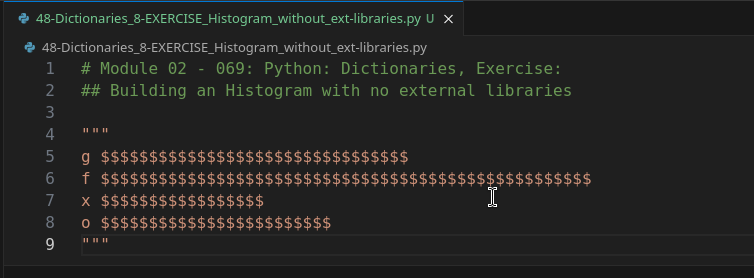 48-Dictionaries_8-EXERCISE_Histogram_without_ext-libraries.py U
48-Dictionaries_8-EXERCISE_Histogram_without_ext-libraries.py
1 # Module 02 - 069: Python: Dictionaries, Exercise:
2 ## Building an Histogram with no external libraries
3
4 """
5 g $$$$$$$$$$$$$$$$$$$$$$$$$$$$$$$$
6 f $$$$$$$$$$$$$$$$$$$$$$$$$$$$$$$$$$$$$$$$$$$$$$$$$$$
7 x $$$$$$$$$$$$$$$$$
8 o $$$$$$$$$$$$$$$$$$$$$$$$
9 """